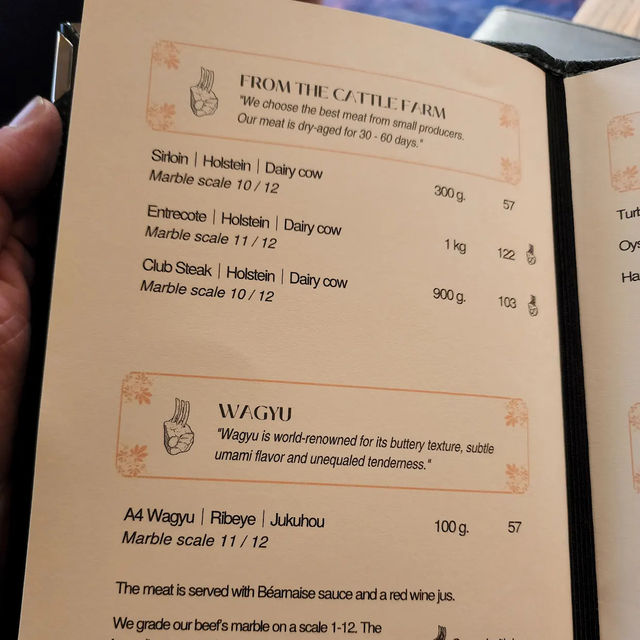 FROM THE CATTLE FARM
"We choose the best meat from small producers.
Our meat is dry-aged for 30 - 60 days."
Sirloin | Holstein | Dairy cow 300 g. 57
Marble scale 10 / 12
Entrecote | Holstein | Dairy cow 1 kg 122
Marble scale 11 / 12
Club Steak | Holstein | Dairy cow 900 g. 103
Marble scale 10 / 12
WAGYU
"Wagyu is world-renowned for its buttery texture, subtle
umami flavor and unequaled tenderness."
A4 Wagyu | Ribeye | Jukuhou 100 g. 57
Marble scale 11 / 12
The meat is served with Béarnaise sauce and a red wine jus.
We grade our beef's marble on a scale 1-12. The
Oys
Ha